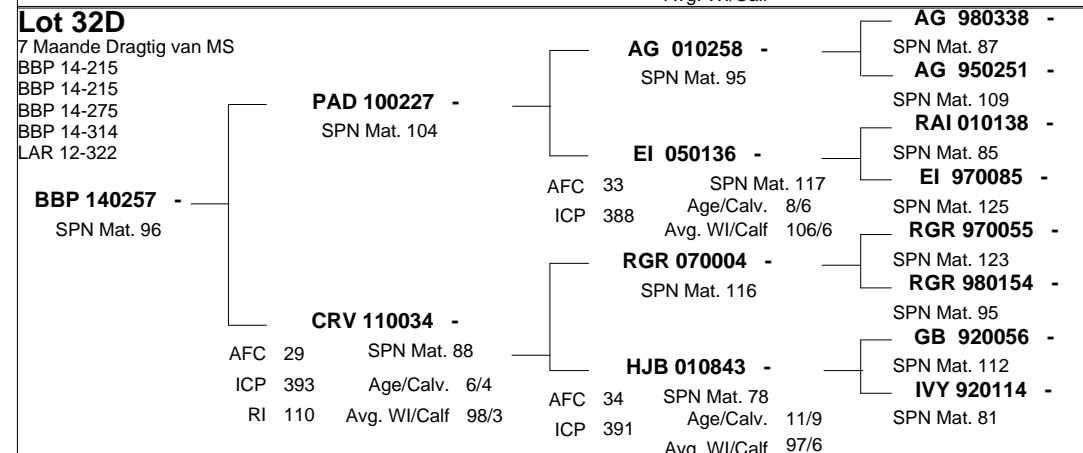 Avg. WI/Calf
Lot 32D
7 Maande Dragtig van MS
BBP 14-215
BBP 14-215
BBP 14-275
BBP 14-314
LAR 12-322
BBP 140257 -
SPN Mat. 96
PAD 100227 -
SPN Mat. 104
CRV 110034 -
AFC 29 SPN Mat. 88
ICP 393 Age/Calv. 6/4
RI 110 Avg. WI/Calf 98/3
AG 010258 -
SPN Mat. 95
EI 050136 -
AFC 33 SPN Mat. 117
ICP 388 Age/Calv. 8/6
Avg. WI/Calf 106/6
RGR 070004 -
SPN Mat. 116
HJB 010843 -
AFC 34 SPN Mat. 78
ICP 391 Age/Calv. 11/9
Avg. WI/Calf 97/6
AG 980338 -
SPN Mat. 87
AG 950251 -
SPN Mat. 109
RAI 010138 -
SPN Mat. 85
EI 970085 -
SPN Mat. 125
RGR 970055 -
SPN Mat. 123
RGR 980154 -
SPN Mat. 95
GB 920056 -
SPN Mat. 112
IVY 920114 -
SPN Mat. 81